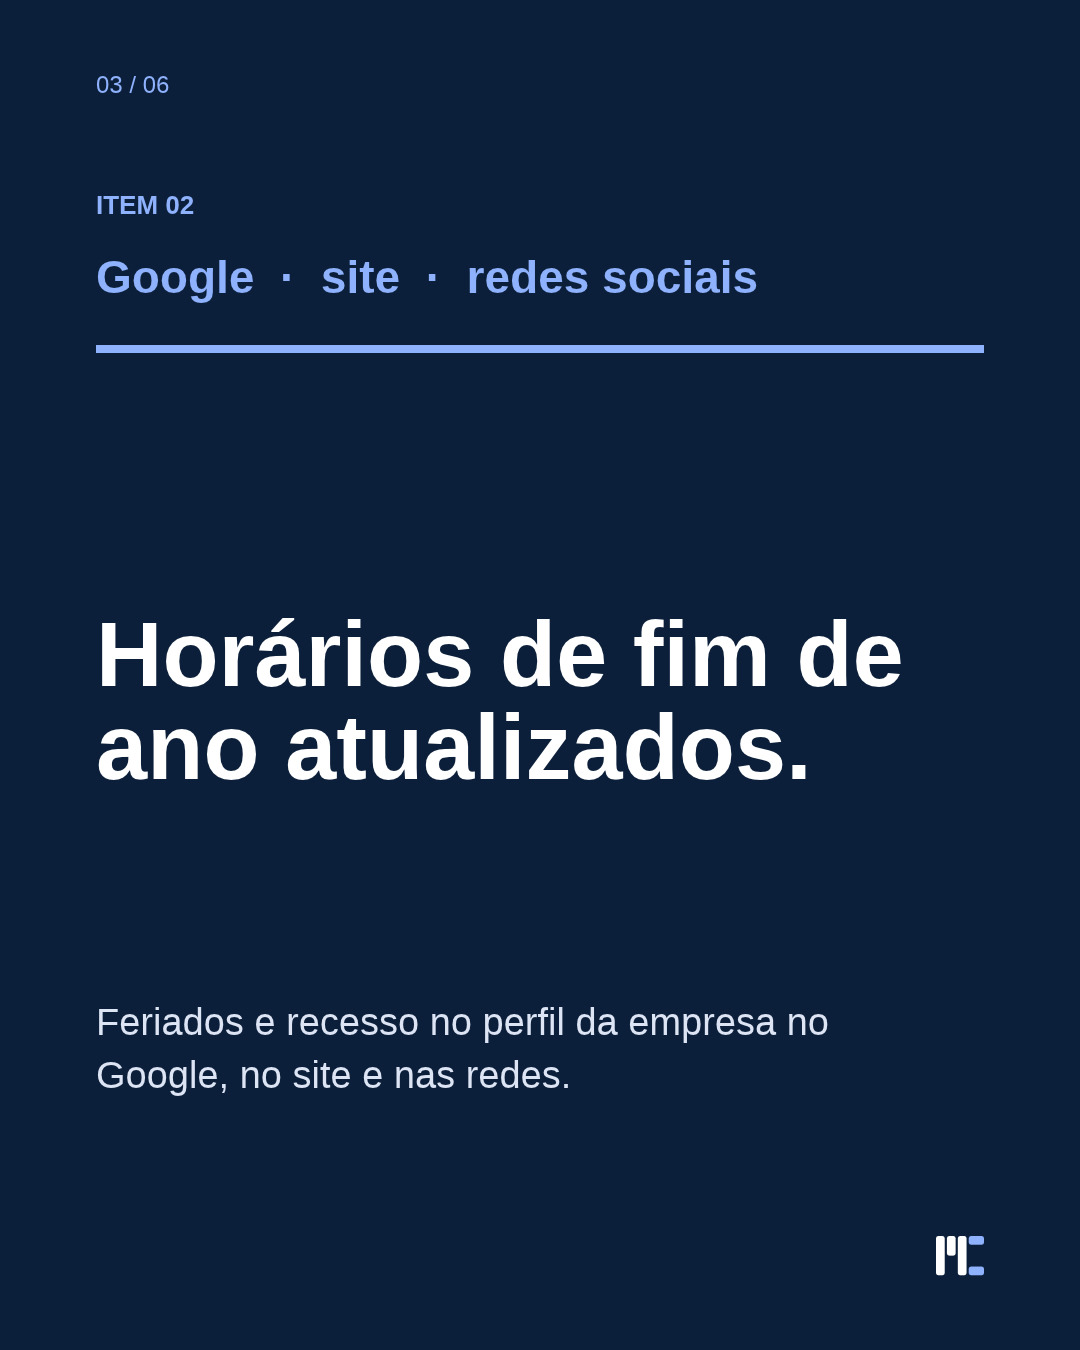 03 / 06
ITEM 02
Google · site · redes sociais
Horários de fim de
ano atualizados.
Feriados e recesso no perfil da empresa no
Google, no site e nas redes.
MC